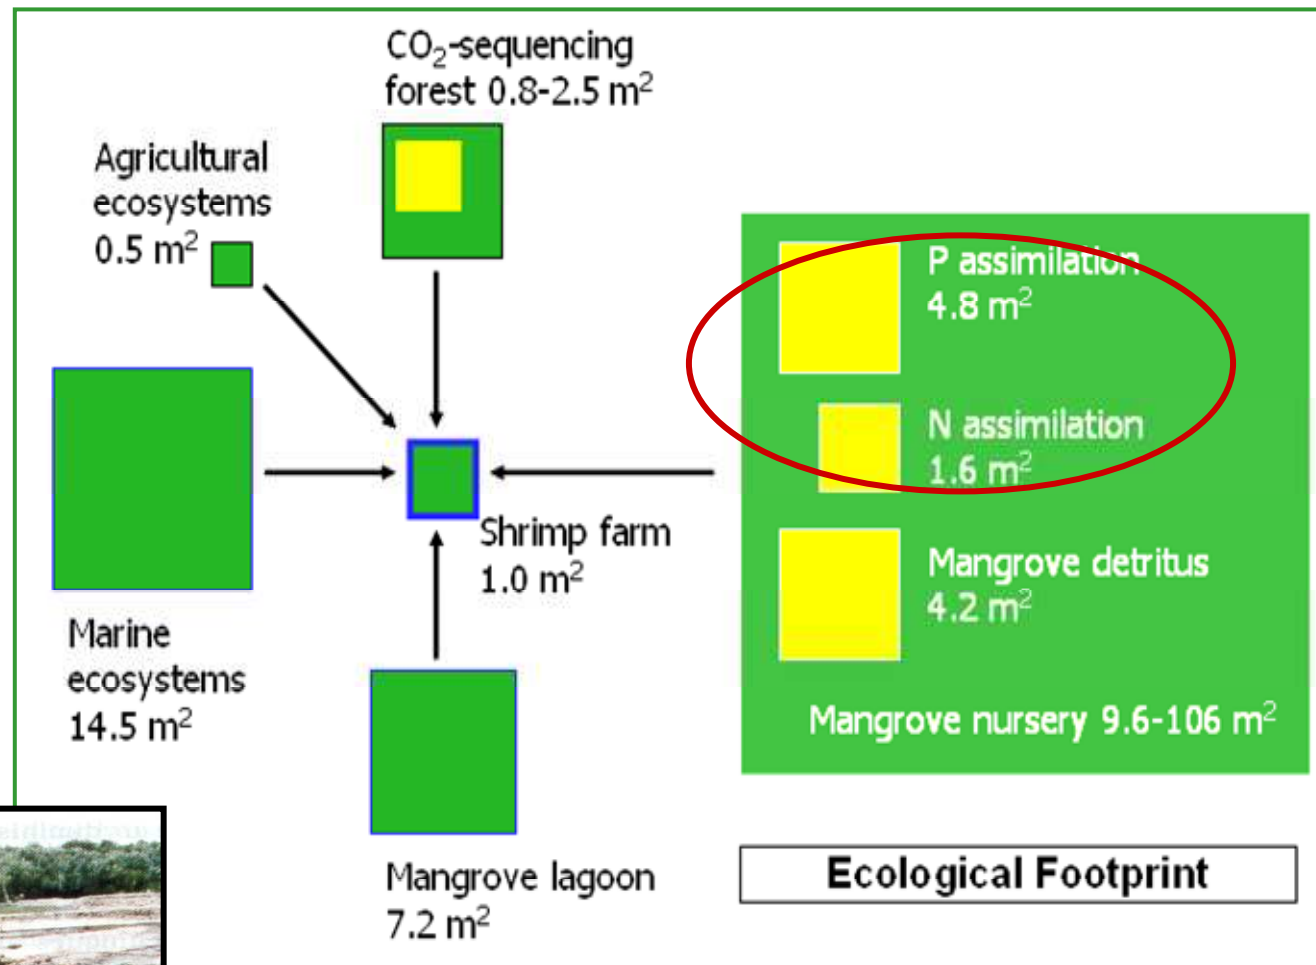 CO₂-sequencing
forest 0.8-2.5 m²
Agricultural
ecosystems
0.5 m²
P assimilation
4.8 m²
N assimilation
1.6 m²
Shrimp farm
1.0 m²
Mangrove detritus
4.2 m²
Marine
ecosystems
14.5 m²
Mangrove nursery 9.6-106 m²
Mangrove lagoon
7.2 m²
Ecological Footprint